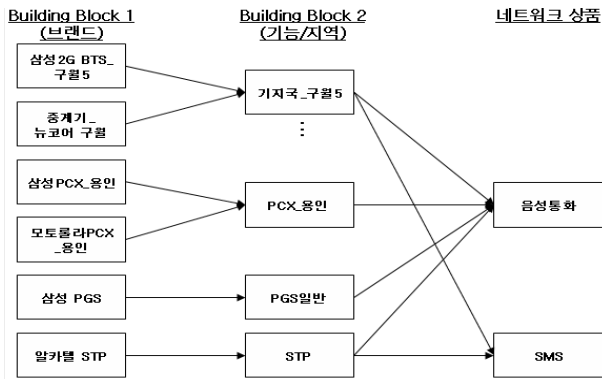 Building Block 1
(브랜드)
Building Block 2
(기능/지역)
네트워크 상품
삼성2G BTS_
구월5
중계기_
뉴코어 구월
삼성PCX_용인
모토롤라PCX
_용인
삼성 PGS
알카텔 STP
기지국_구월5
⋮
PCX_용인
PGS일반
STP
음성통화
SMS